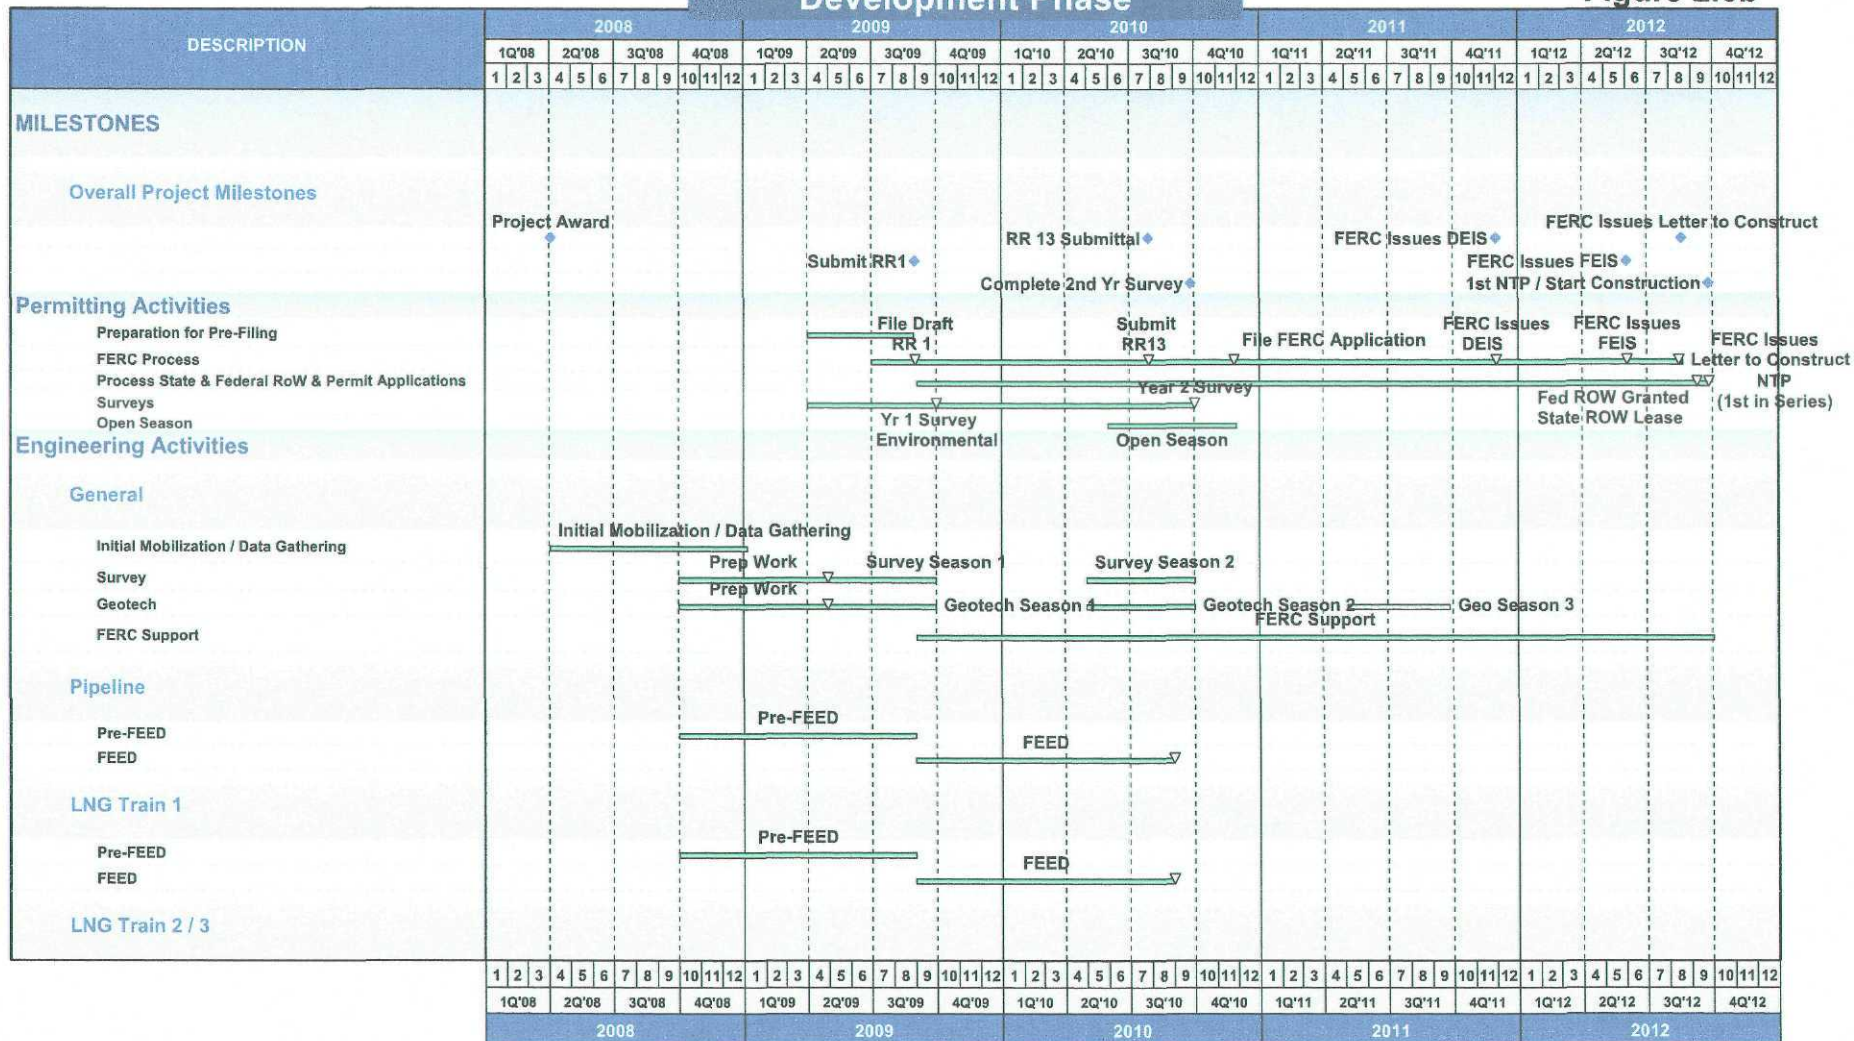 Development Phase
DESCRIPTION
2008 2009 2010 2011 2012
1Q'08 2Q'08 3Q'08 4Q'08 1Q'09 2Q'09 3Q'09 4Q'09 1Q'10 2Q'10 3Q'10 4Q'10 1Q'11 2Q'11 3Q'11 4Q'11 1Q'12 2Q'12 3Q'12 4Q'12
1 2 3 4 5 6 7 8 9 10 11 12 1 2 3 4 5 6 7 8 9 10 11 12 1 2 3 4 5 6 7 8 9 10 11 12 1 2 3 4 5 6 7 8 9 10 11 12 1 2 3 4 5 6 7 8 9 10 11 12
MILESTONES
Overall Project Milestones
Project Award
FERC Issues Letter to Construct
RR 13 Submittal
FERC Issues DEIS
Submit RR1
FERC Issues FEIS
Complete 2nd Yr Survey
1st NTP / Start Construction
Permitting Activities
Preparation for Pre-Filing
File Draft
RR 1
Submit
RR13
File FERC Application
FERC Issues
DEIS
FERC Issues
FEIS
FERC Issues
Letter to Construct
FERC Process
Process State & Federal RoW & Permit Applications
Year 2 Survey
NTP
(1st in Series)
Surveys
Fed ROW Granted
State ROW Lease
Open Season
Yr 1 Survey
Environmental
Open Season
Engineering Activities
General
Initial Mobilization / Data Gathering
Initial Mobilization / Data Gathering
Prep Work
Survey Season 1
Survey Season 2
Survey
Prep Work
Geotech
Geotech Season 1
Geotech Season 2
Geo Season 3
FERC Support
FERC Support
Pipeline
Pre-FEED
Pre-FEED
FEED
FEED
LNG Train 1
Pre-FEED
Pre-FEED
FEED
FEED
LNG Train 2 / 3
1 2 3 4 5 6 7 8 9 10 11 12 1 2 3 4 5 6 7 8 9 10 11 12 1 2 3 4 5 6 7 8 9 10 11 12 1 2 3 4 5 6 7 8 9 10 11 12 1 2 3 4 5 6 7 8 9 10 11 12
1Q'08 2Q'08 3Q'08 4Q'08 1Q'09 2Q'09 3Q'09 4Q'09 1Q'10 2Q'10 3Q'10 4Q'10 1Q'11 2Q'11 3Q'11 4Q'11 1Q'12 2Q'12 3Q'12 4Q'12
2008 2009 2010 2011 2012